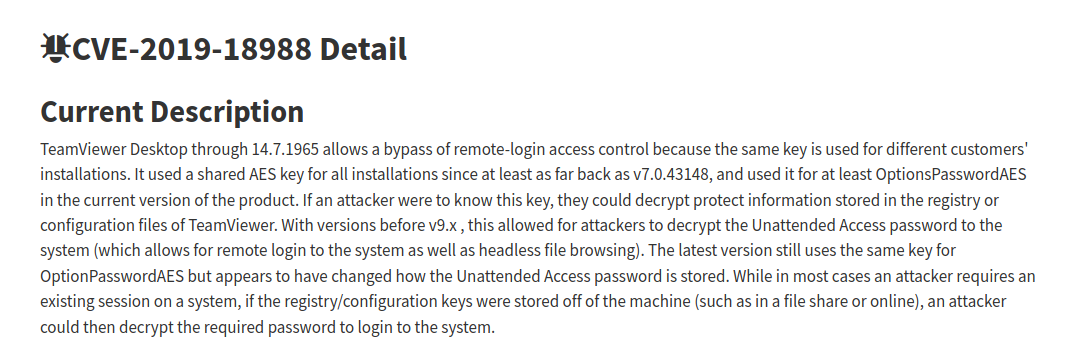 CVE-2019-18988 Detail
Current Description
TeamViewer Desktop through 14.7.1965 allows a bypass of remote-login access control because the same key is used for different customers'
installations. It used a shared AES key for all installations since at least as far back as v7.0.43148, and used it for at least OptionsPasswordAES
in the current version of the product. If an attacker were to know this key, they could decrypt protect information stored in the registry or
configuration files of TeamViewer. With versions before v9.x , this allowed for attackers to decrypt the Unattended Access password to the
system (which allows for remote login to the system as well as headless file browsing). The latest version still uses the same key for
OptionPasswordAES but appears to have changed how the Unattended Access password is stored. While in most cases an attacker requires an
existing session on a system, if the registry/configuration keys were stored off of the machine (such as in a file share or online), an attacker
could then decrypt the required password to login to the system.